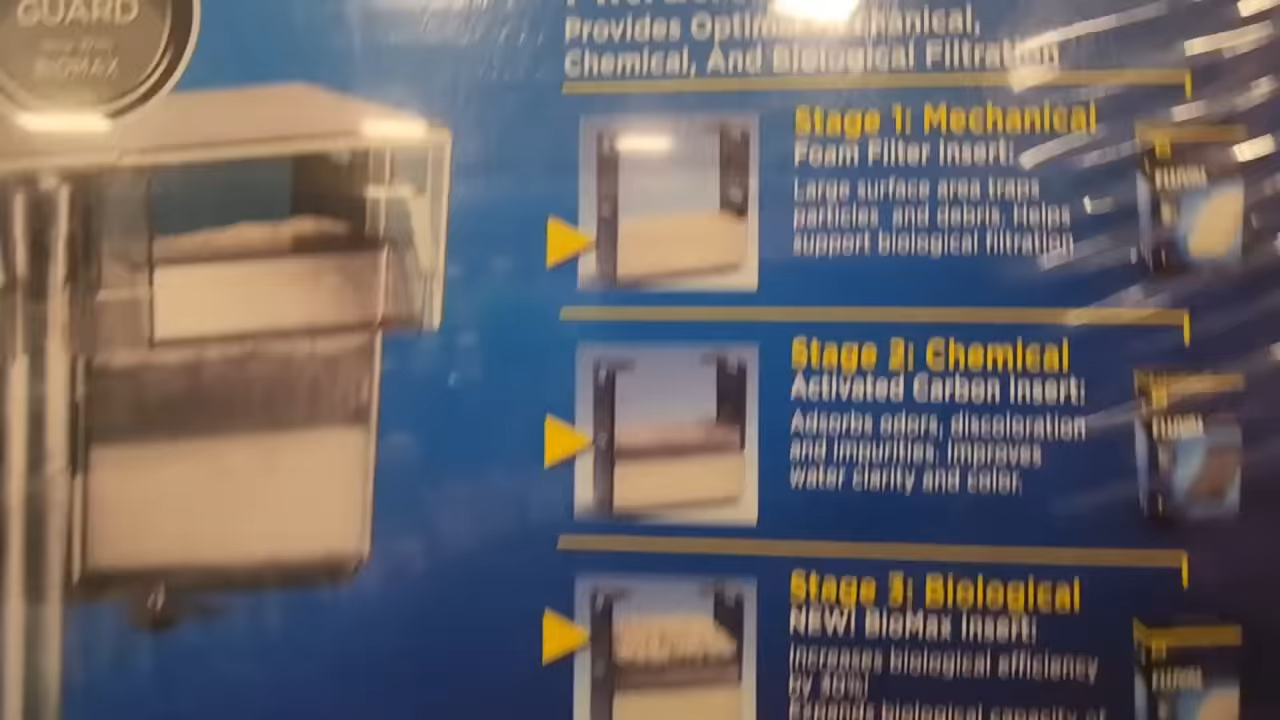 GUARD
BIOMAX
Provides Optimal Mechanical,
Chemical, And Biological Filtration
Stage 1: Mechanical
Foam Filter Insert:
Large surface area traps
particles and debris, helps
support biological filtration
Stage 2: Chemical
Activated Carbon Insert:
Adsorbs odors, discoloration
and impurities. Improves
water clarity and color.
Stage 3: Biological
NEW! BioMax Insert:
Increases biological efficiency